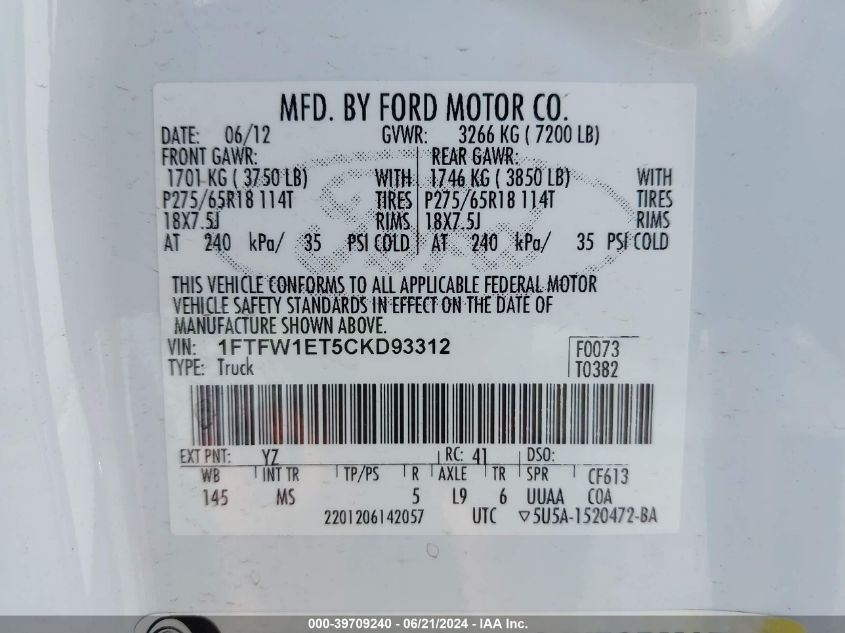 MFD. BY FORD MOTOR CO.
DATE: 06/12 GVWR: 3266 KG ( 7200 LB)
FRONT GAWR: REAR GAWR:
1701 KG ( 3750 LB) WITH 1746 KG ( 3850 LB) WITH
P275/65R18 114T TIRES P275/65R18 114T TIRES
18X7.5J RIMS 18X7.5J RIMS
AT 240 kPa/ 35 PSI COLD AT 240 kPa/ 35 PSI COLD
THIS VEHICLE CONFORMS TO ALL APPLICABLE FEDERAL MOTOR
VEHICLE SAFETY STANDARDS IN EFFECT ON THE DATE OF
MANUFACTURE SHOWN ABOVE.
VIN: 1FTFW1ET5CKD93312 F0073
TYPE: Truck T0382
EXT PNT: YZ RC: 41 DSO:
WB INT TR TP/PS R AXLE TR SPR CF613
145 MS 5 L9 6 UUAA COA
2201206142057 UTC ▽5U5A-1520472-BA
000-39709240 - 06/21/2024 - IAA Inc.